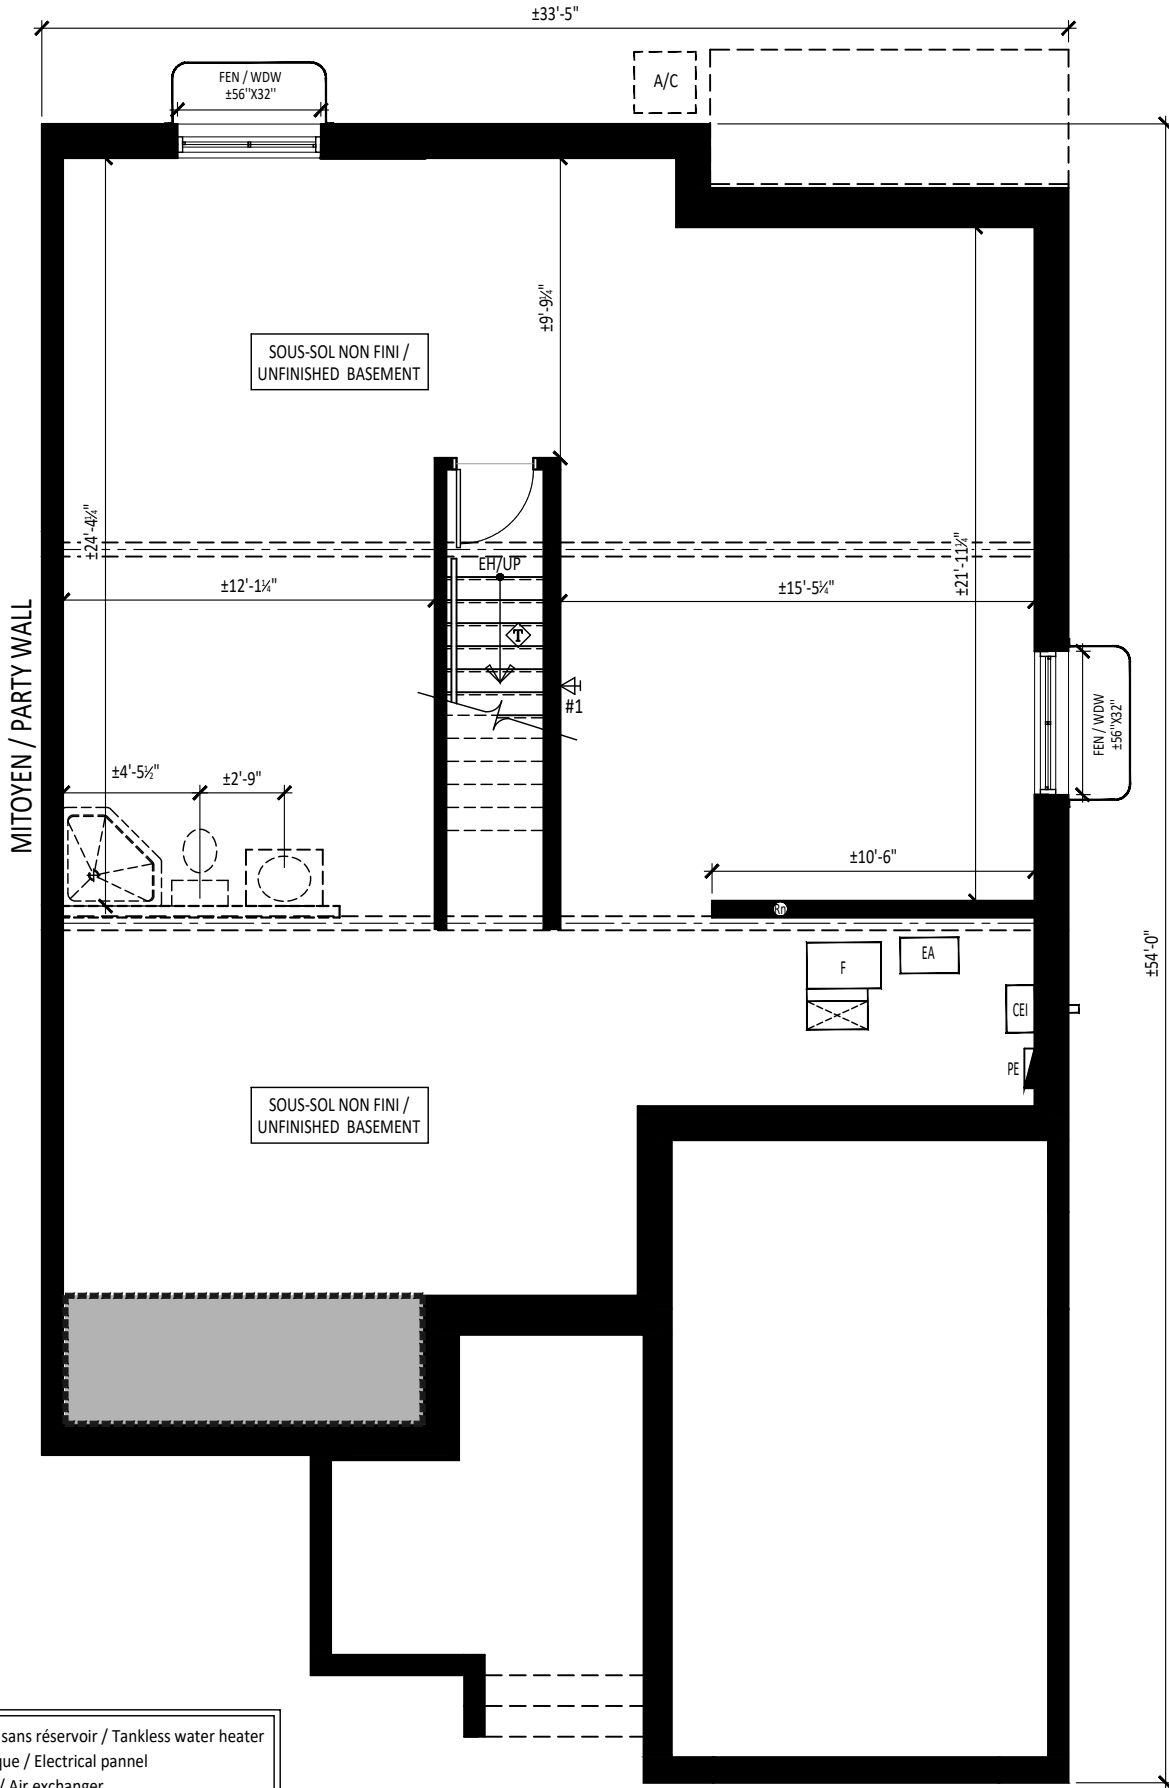 ±33'-5"
FEN / WDW
±56"X32"
A/C
±9'-9¼"
SOUS-SOL NON FINI /
UNFINISHED BASEMENT
±24'-4¼"
EH/UP
±21'-11¼"
±12'-1¼"
±15'-5¼"
T
#1
MITOYEN / PARTY WALL
FEN / WDW
±56"X32"
±4'-5½"
±2'-9"
±10'-6"
Rn
±54'-0"
F
EA
CEI
PE
SOUS-SOL NON FINI /
UNFINISHED BASEMENT
sans réservoir / Tankless water heater
que / Electrical pannel
/ Air exchanger